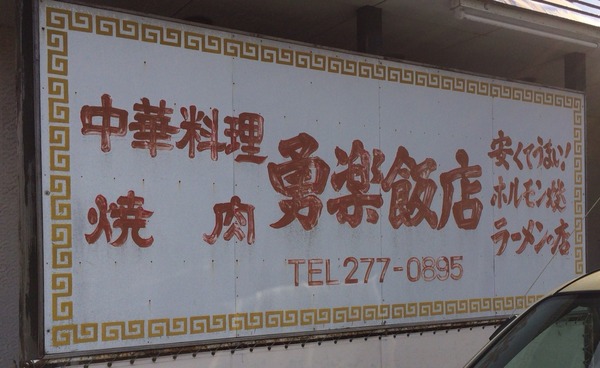 中華料理
焼肉
勇楽飯店
TEL 277-0895
安くてうまい!
ホルモン焼
ラーメンの店